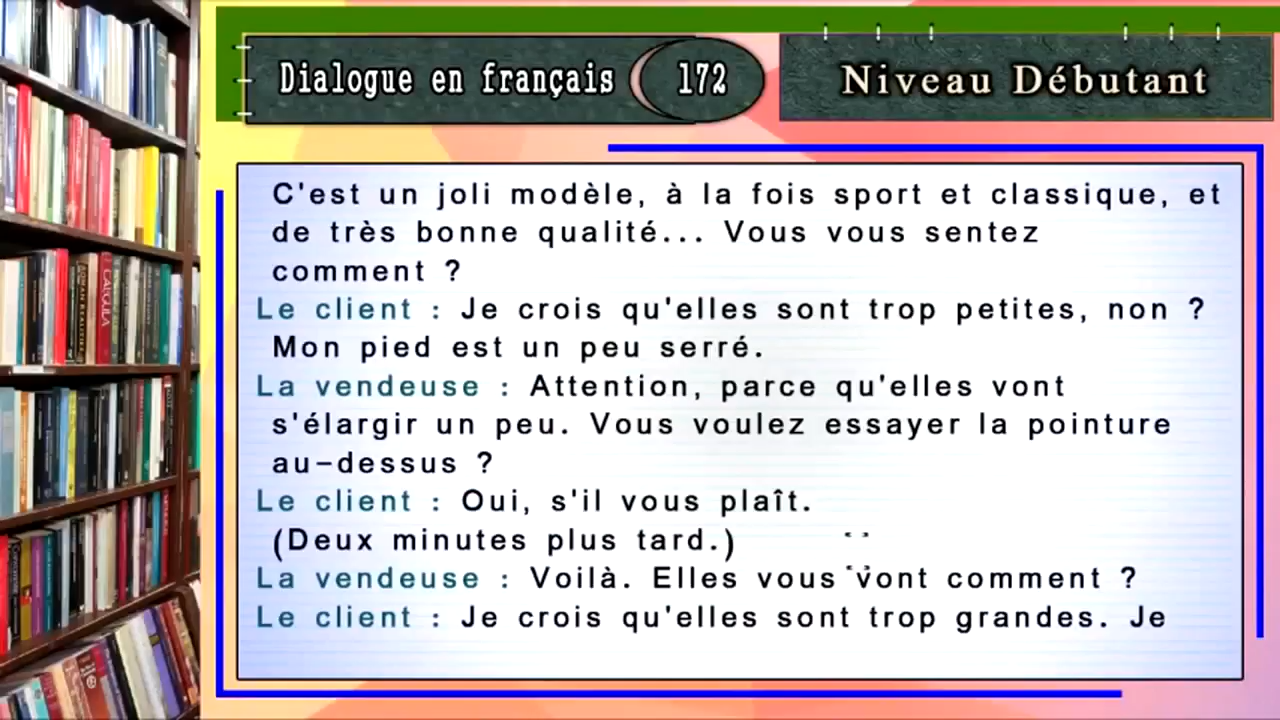 Dialogue en français 172
Niveau Débutant
C'est un joli modèle, à la fois sport et classique, et
de très bonne qualité... Vous vous sentez
comment ?
Le client : Je crois qu'elles sont trop petites, non ?
Mon pied est un peu serré.
La vendeuse : Attention, parce qu'elles vont
s'élargir un peu. Vous voulez essayer la pointure
au-dessus ?
Le client : Oui, s'il vous plaît.
(Deux minutes plus tard.)
La vendeuse : Voilà. Elles vous vont comment ?
Le client : Je crois qu'elles sont trop grandes. Je